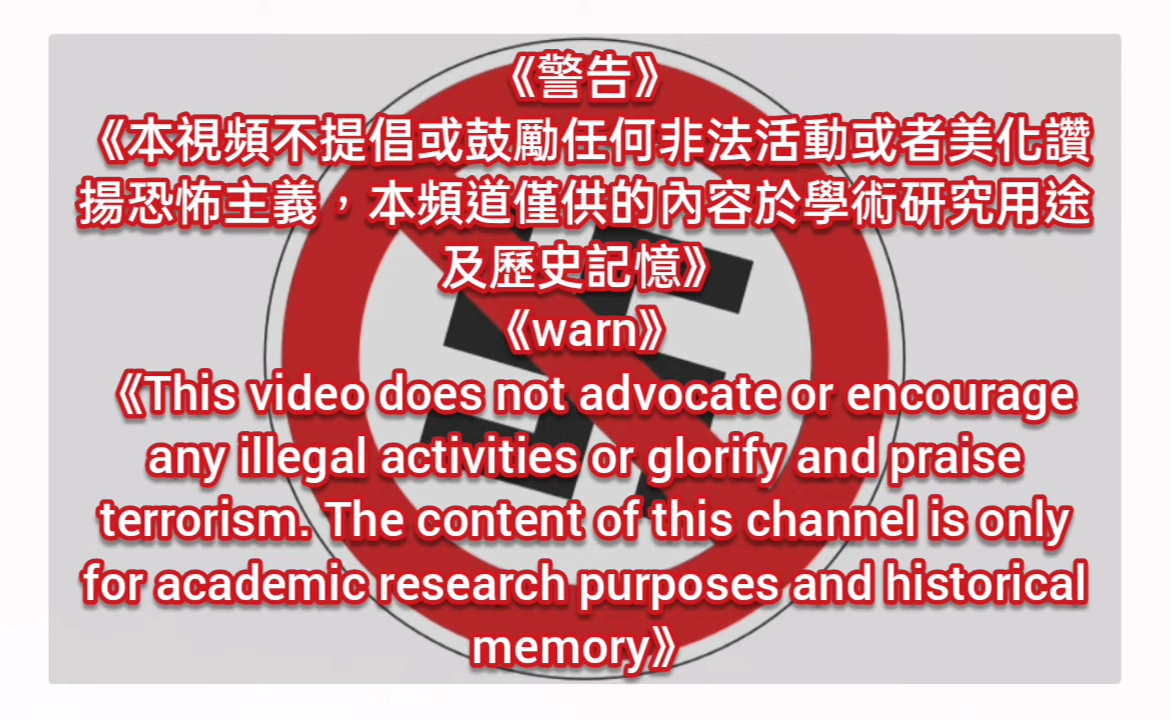 《警告》
《本視頻不提倡或鼓勵任何非法活動或者美化讚
揚恐怖主義，本頻道僅供的內容於學術研究用途
及歷史記憶》
《warn》
《This video does not advocate or encourage
any illegal activities or glorify and praise
terrorism. The content of this channel is only
for academic research purposes and historical
memory》